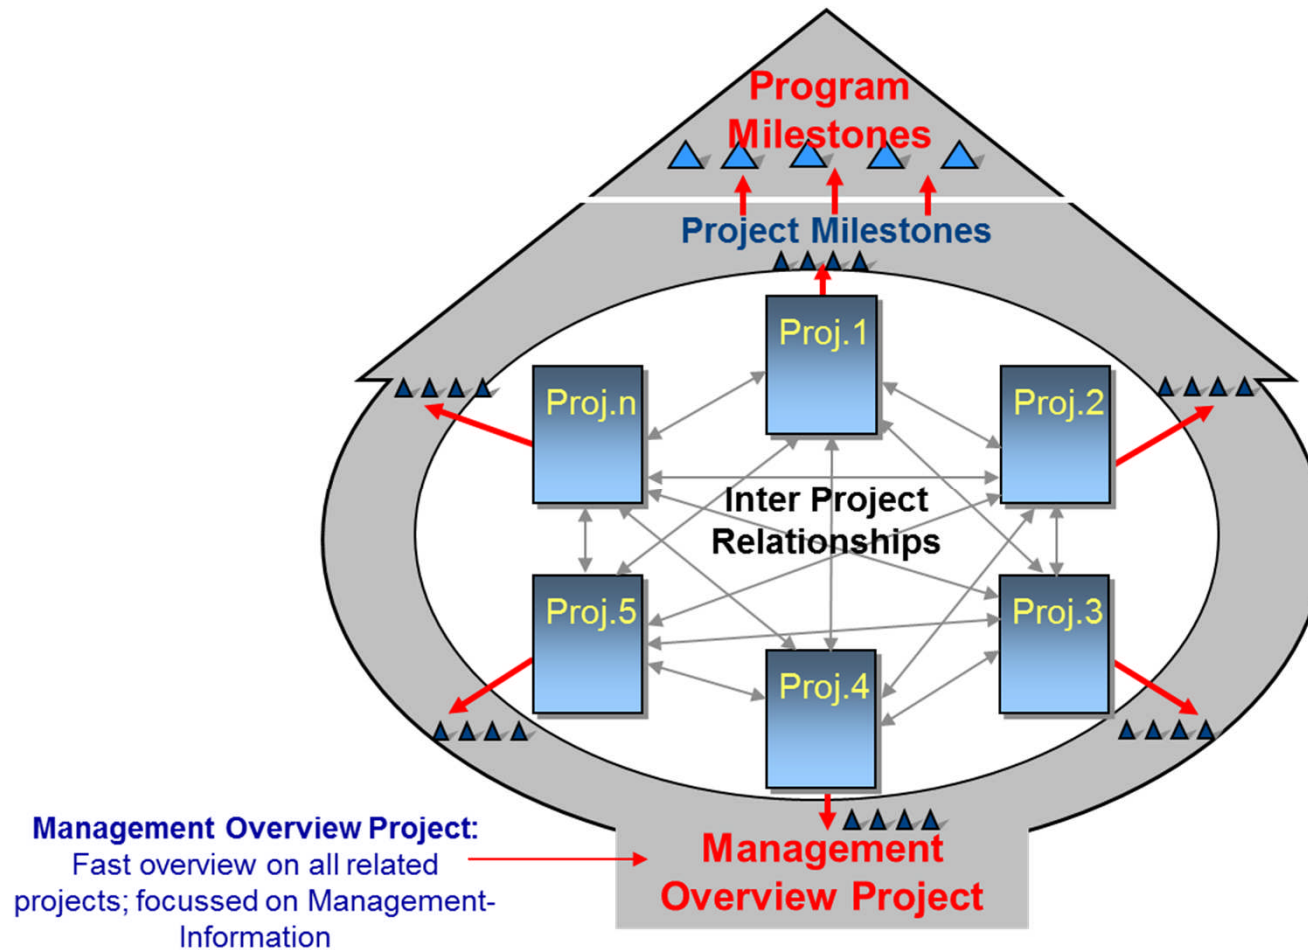 Program
Milestones
Project Milestones
Proj.1
Proj.n
Proj.2
Inter Project
Relationships
Proj.5
Proj.3
Proj.4
Management Overview Project:
Fast overview on all related
projects; focussed on Management-
Information
Management
Overview Project